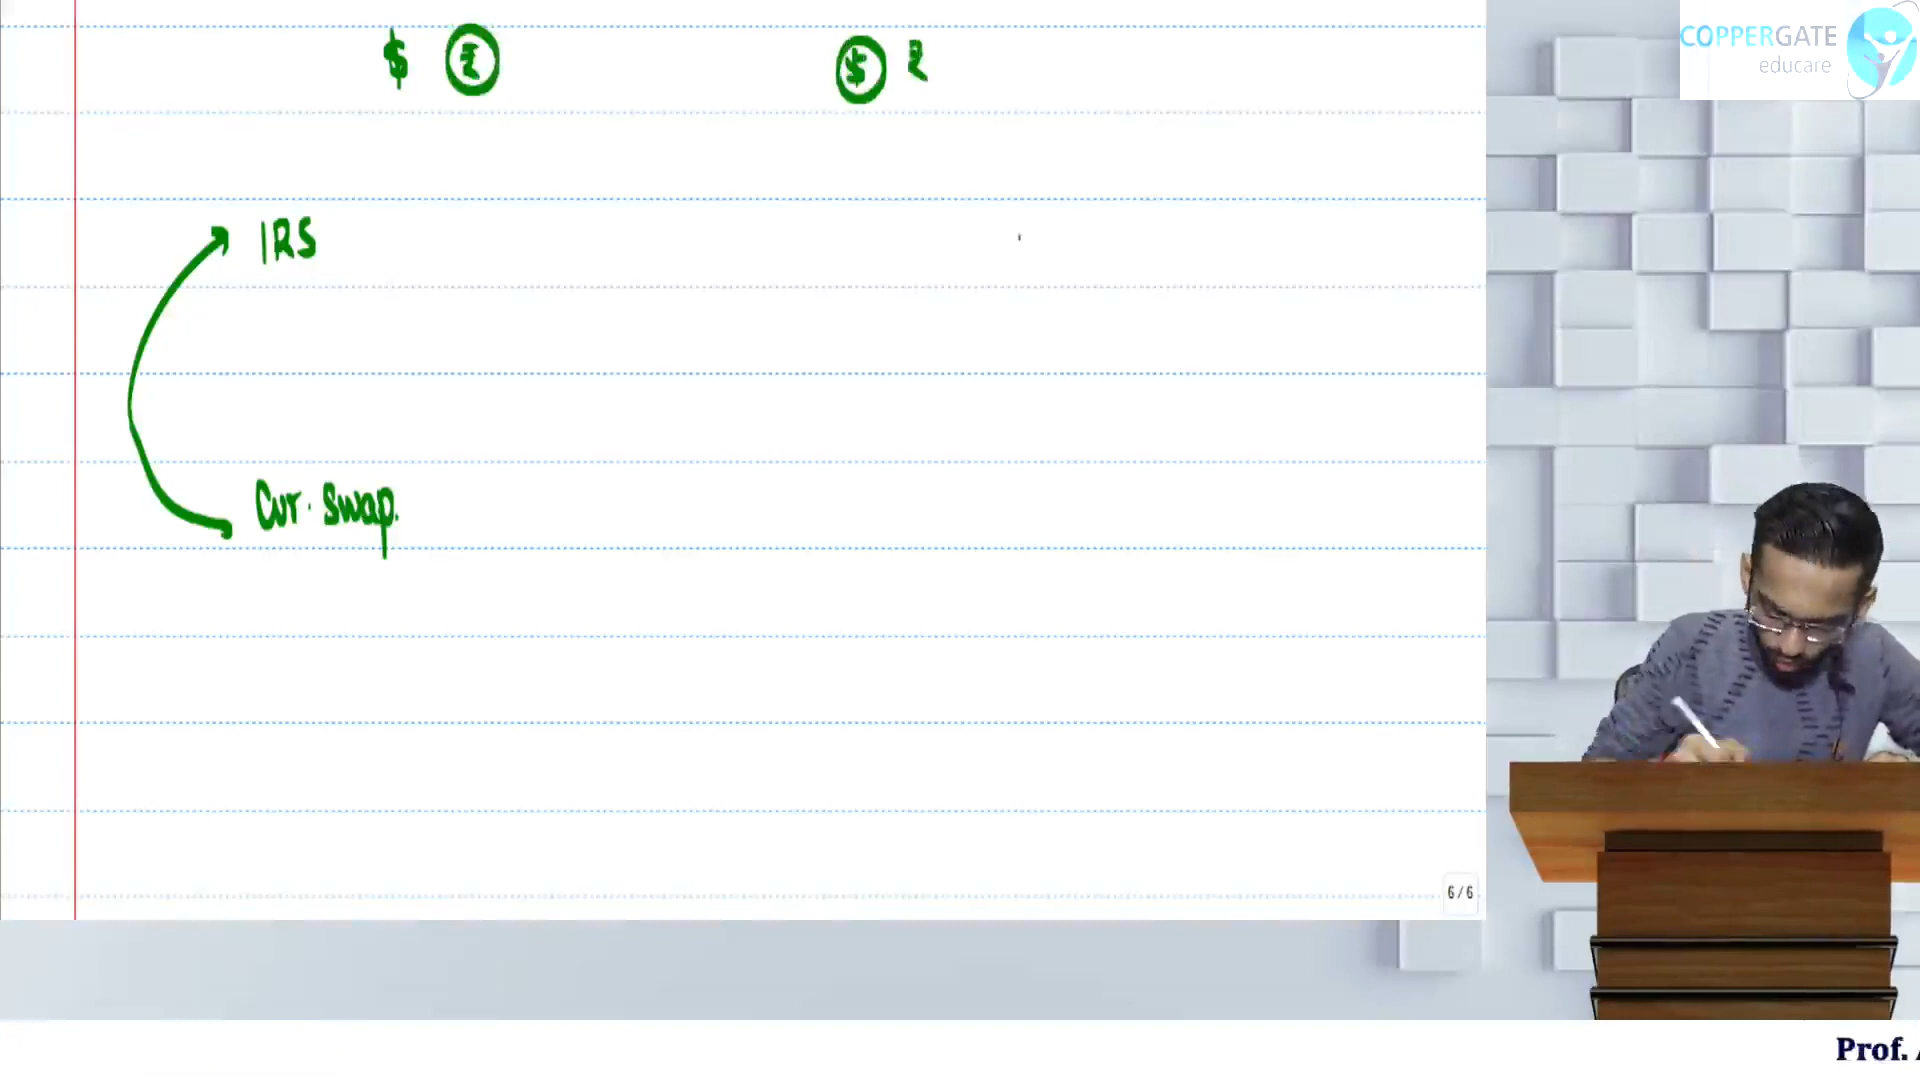 COPPERGATE
educare
$ ₹ $ ₹
IRS
Cur. Swap.
6/6
Prof.